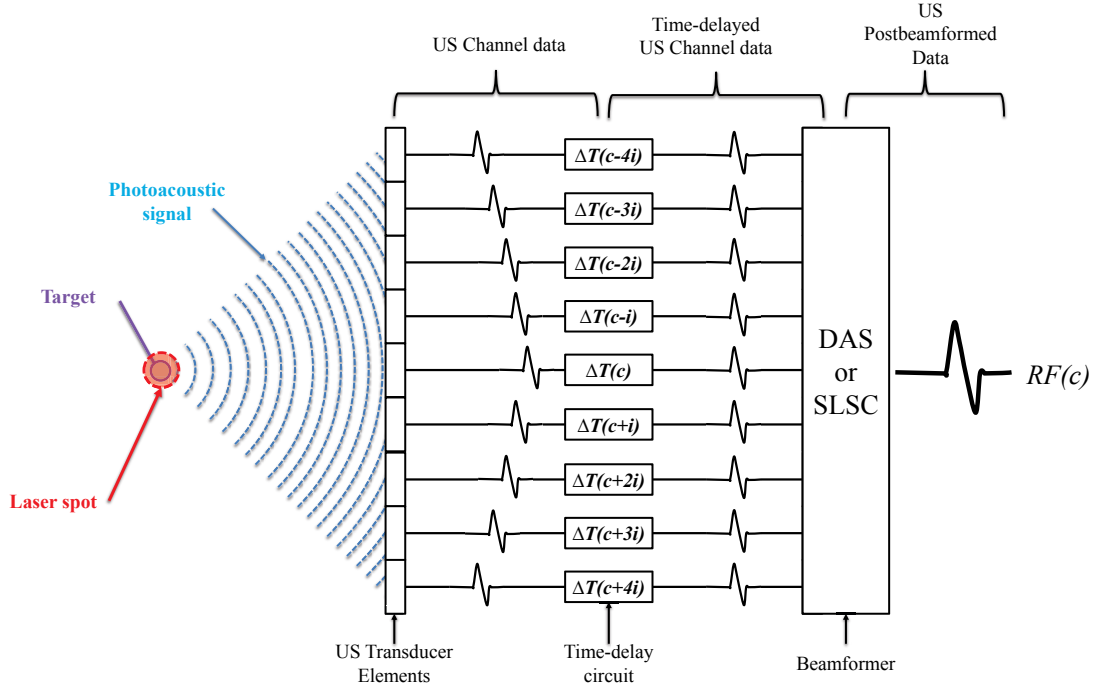 US Channel data
Time-delayed
US Channel data
US
Postbeamformed
Data
Photoacoustic
signal
Target
Laser spot
ΔT(c-4i)
ΔT(c-3i)
ΔT(c-2i)
ΔT(c-i)
ΔT(c)
ΔT(c+i)
ΔT(c+2i)
ΔT(c+3i)
ΔT(c+4i)
DAS
or
SLSC
RF(c)
US Transducer
Elements
Time-delay
circuit
Beamformer